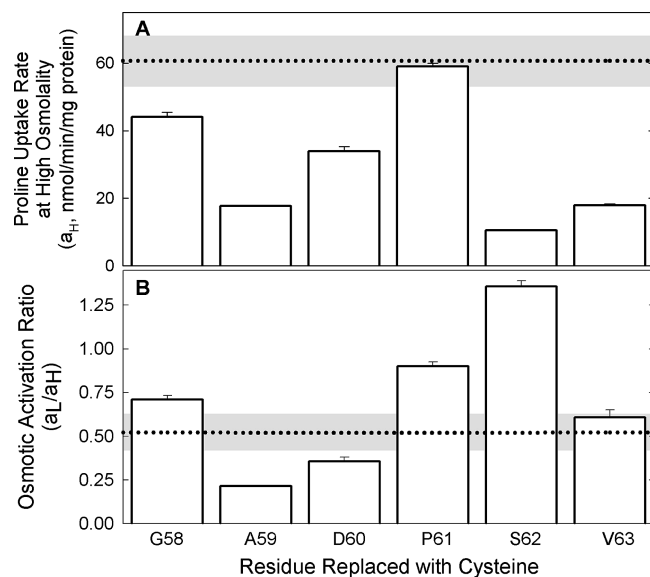 A
Proline Uptake Rate
at High Osmolality
(aH, nmol/min/mg protein)
60
40
20
0
B
Osmotic Activation Ratio
(aL/aH)
1.25
1.00
0.75
0.50
0.25
0.00
G58 A59 D60 P61 S62 V63
Residue Replaced with Cysteine